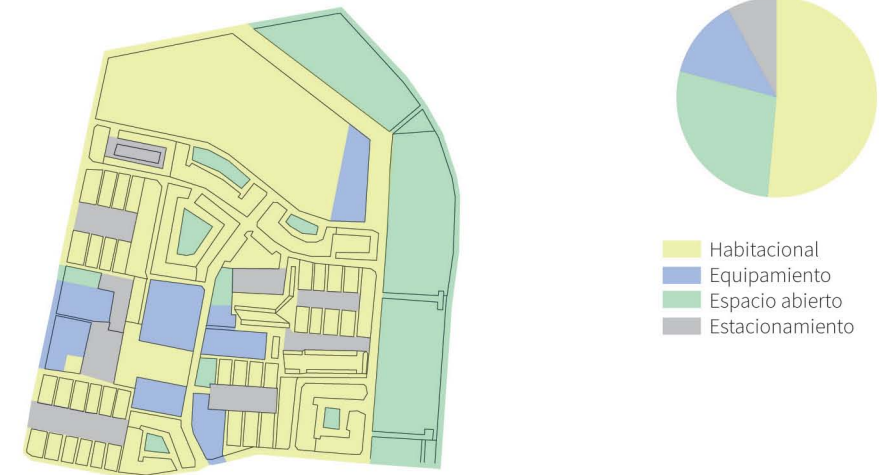 Habitacional
Equipamiento
Espacio abierto
Estacionamiento